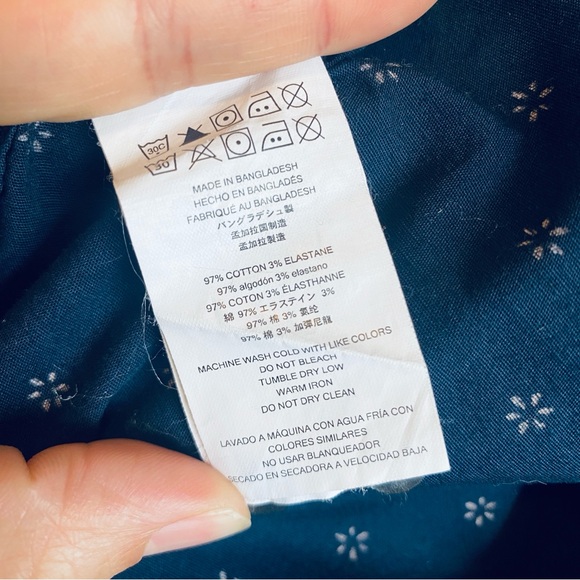 30C
30
MADE IN BANGLADESH
HECHO EN BANGLADÉS
FABRIQUÉ AU BANGLADESH
バングラデシュ製
孟加拉国制造
孟加拉製造
97% COTTON 3% ELASTANE
97% algodón 3% elastano
97% COTON 3% ÉLASTHANNE
綿 97% エラステイン 3%
97% 棉 3% 氨纶
97% 棉 3% 加彈尼龍
MACHINE WASH COLD WITH LIKE COLORS
DO NOT BLEACH
TUMBLE DRY LOW
WARM IRON
DO NOT DRY CLEAN
LAVADO A MÁQUINA CON AGUA FRÍA CON
COLORES SIMILARES
NO USAR BLANQUEADOR
SECADO EN SECADORA A VELOCIDAD BAJA